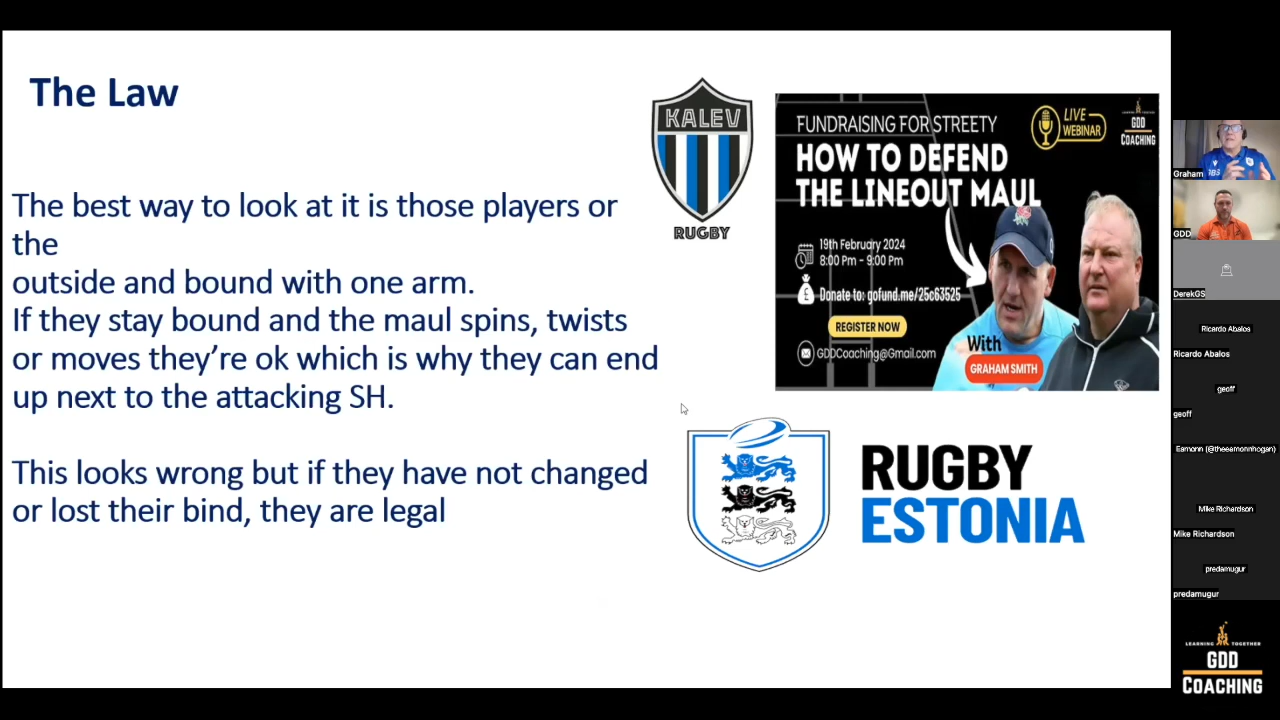 The Law
The best way to look at it is those players or
the
outside and bound with one arm.
If they stay bound and the maul spins, twists
or moves they’re ok which is why they can end
up next to the attacking SH.
This looks wrong but if they have not changed
or lost their bind, they are legal
KALEV
RUGBY
FUNDRAISING FOR STREETY
HOW TO DEFEND
THE LINEOUT MAUL
LIVE
WEBINAR
GDD
COACHING
19th February 2024
8:00 Pm - 9:00 Pm
Donate to: gofund.me/25c63525
REGISTER NOW
GDDCoaching@Gmail.com
With
GRAHAM SMITH
RUGBY
ESTONIA
Graham
GDD
DerekGS
Ricardo Abalos
Ricardo Abalos
geoff
geoff
Eamonn (@theeamonnhogan)
Mike Richardson
Mike Richardson
predamugur
predamugur
LEARNING TOGETHER
GDD
COACHING